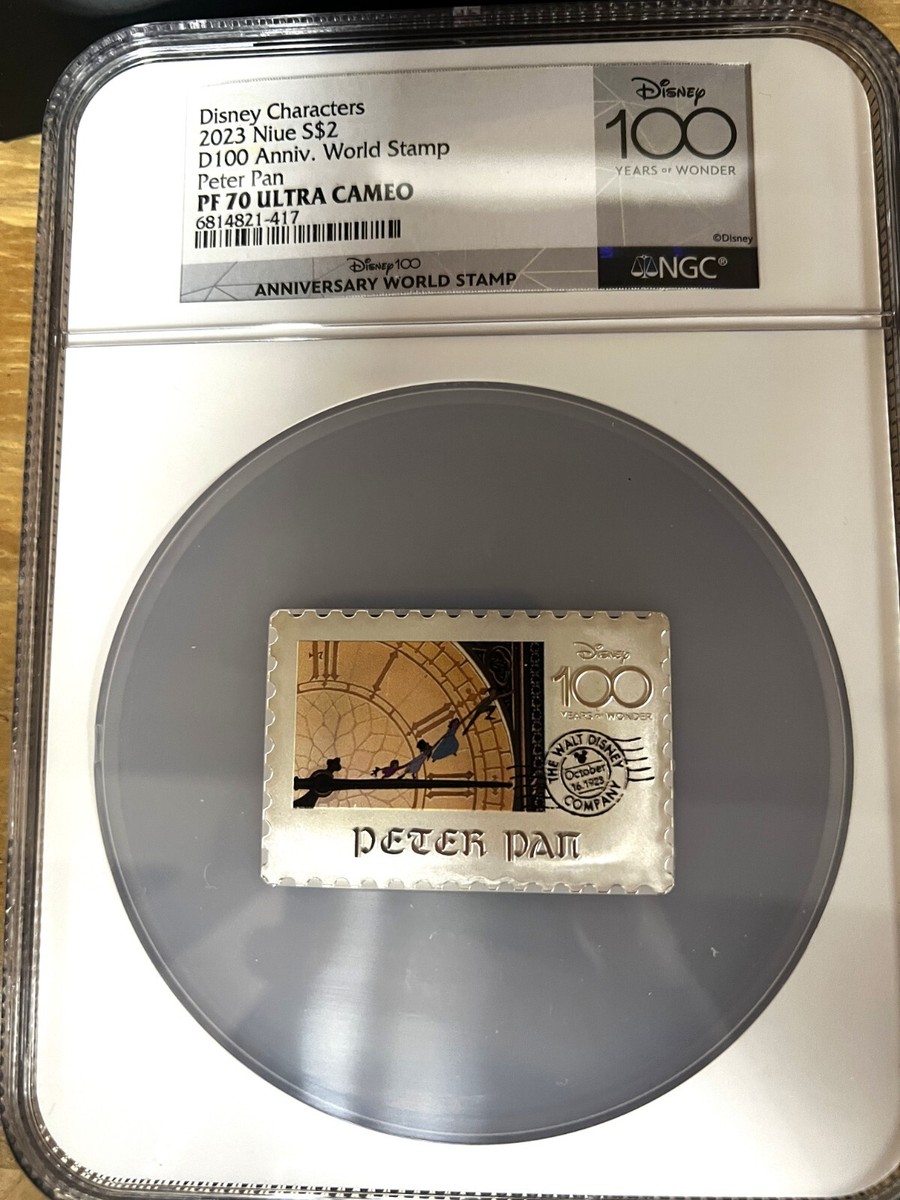 Disney Characters
2023 Niue S$2
D100 Anniv. World Stamp
Peter Pan
PF 70 ULTRA CAMEO
6814821-417
Disney
100
YEARS OF WONDER
©Disney
Disney100
ANNIVERSARY WORLD STAMP
NGC®
Disney
100
YEARS OF WONDER
THE WALT DISNEY
October
16.1923
COMPANY
PETER PAN